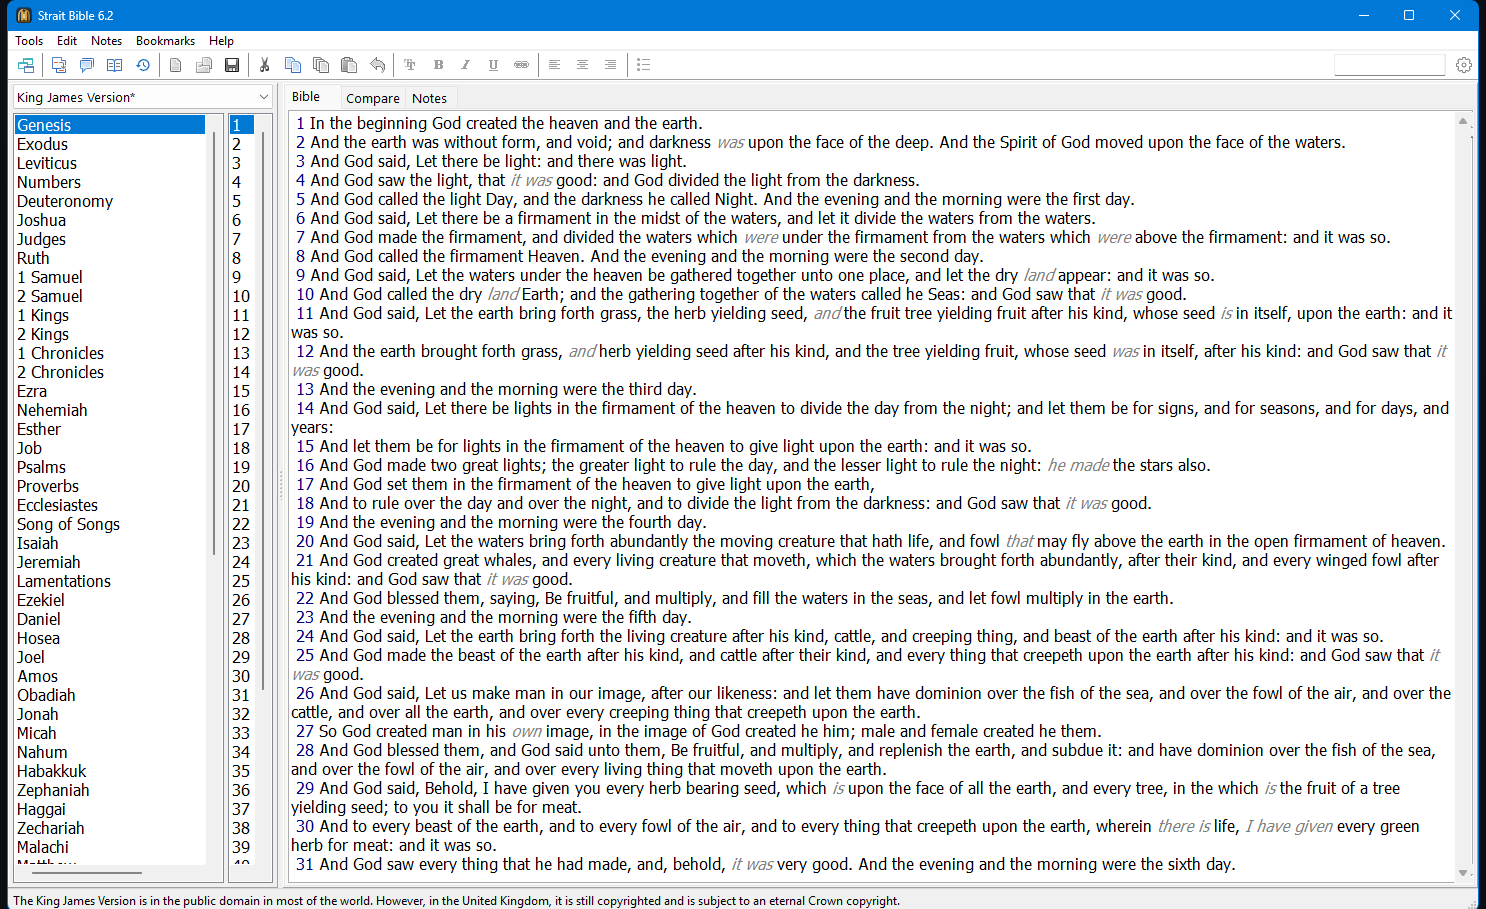 Strait Bible 6.2
Tools Edit Notes Bookmarks Help
King James Version*
Genesis
Exodus
Leviticus
Numbers
Deuteronomy
Joshua
Judges
Ruth
1 Samuel
2 Samuel
1 Kings
2 Kings
1 Chronicles
2 Chronicles
Ezra
Nehemiah
Esther
Job
Psalms
Proverbs
Ecclesiastes
Song of Songs
Isaiah
Jeremiah
Lamentations
Ezekiel
Daniel
Hosea
Joel
Amos
Obadiah
Jonah
Micah
Nahum
Habakkuk
Zephaniah
Haggai
Zechariah
Malachi
Matthew
1
2
3
4
5
6
7
8
9
10
11
12
13
14
15
16
17
18
19
20
21
22
23
24
25
26
27
28
29
30
31
32
33
34
35
36
37
38
39
40
Bible Compare Notes
1 In the beginning God created the heaven and the earth.
2 And the earth was without form, and void; and darkness was upon the face of the deep. And the Spirit of God moved upon the face of the waters.
3 And God said, Let there be light: and there was light.
4 And God saw the light, that it was good: and God divided the light from the darkness.
5 And God called the light Day, and the darkness he called Night. And the evening and the morning were the first day.
6 And God said, Let there be a firmament in the midst of the waters, and let it divide the waters from the waters.
7 And God made the firmament, and divided the waters which were under the firmament from the waters which were above the firmament: and it was so.
8 And God called the firmament Heaven. And the evening and the morning were the second day.
9 And God said, Let the waters under the heaven be gathered together unto one place, and let the dry land appear: and it was so.
10 And God called the dry land Earth; and the gathering together of the waters called he Seas: and God saw that it was good.
11 And God said, Let the earth bring forth grass, the herb yielding seed, and the fruit tree yielding fruit after his kind, whose seed is in itself, upon the earth: and it
was so.
12 And the earth brought forth grass, and herb yielding seed after his kind, and the tree yielding fruit, whose seed was in itself, after his kind: and God saw that it
was good.
13 And the evening and the morning were the third day.
14 And God said, Let there be lights in the firmament of the heaven to divide the day from the night; and let them be for signs, and for seasons, and for days, and
years:
15 And let them be for lights in the firmament of the heaven to give light upon the earth: and it was so.
16 And God made two great lights; the greater light to rule the day, and the lesser light to rule the night: he made the stars also.
17 And God set them in the firmament of the heaven to give light upon the earth,
18 And to rule over the day and over the night, and to divide the light from the darkness: and God saw that it was good.
19 And the evening and the morning were the fourth day.
20 And God said, Let the waters bring forth abundantly the moving creature that hath life, and fowl that may fly above the earth in the open firmament of heaven.
21 And God created great whales, and every living creature that moveth, which the waters brought forth abundantly, after their kind, and every winged fowl after
his kind: and God saw that it was good.
22 And God blessed them, saying, Be fruitful, and multiply, and fill the waters in the seas, and let fowl multiply in the earth.
23 And the evening and the morning were the fifth day.
24 And God said, Let the earth bring forth the living creature after his kind, cattle, and creeping thing, and beast of the earth after his kind: and it was so.
25 And God made the beast of the earth after his kind, and cattle after their kind, and every thing that creepeth upon the earth after his kind: and God saw that it
was good.
26 And God said, Let us make man in our image, after our likeness: and let them have dominion over the fish of the sea, and over the fowl of the air, and over the
cattle, and over all the earth, and over every creeping thing that creepeth upon the earth.
27 So God created man in his own image, in the image of God created he him; male and female created he them.
28 And God blessed them, and God said unto them, Be fruitful, and multiply, and replenish the earth, and subdue it: and have dominion over the fish of the sea,
and over the fowl of the air, and over every living thing that moveth upon the earth.
29 And God said, Behold, I have given you every herb bearing seed, which is upon the face of all the earth, and every tree, in the which is the fruit of a tree
yielding seed; to you it shall be for meat.
30 And to every beast of the earth, and to every fowl of the air, and to every thing that creepeth upon the earth, wherein there is life, I have given every green
herb for meat: and it was so.
31 And God saw every thing that he had made, and, behold, it was very good. And the evening and the morning were the sixth day.
The King James Version is in the public domain in most of the world. However, in the United Kingdom, it is still copyrighted and is subject to an eternal Crown copyright.